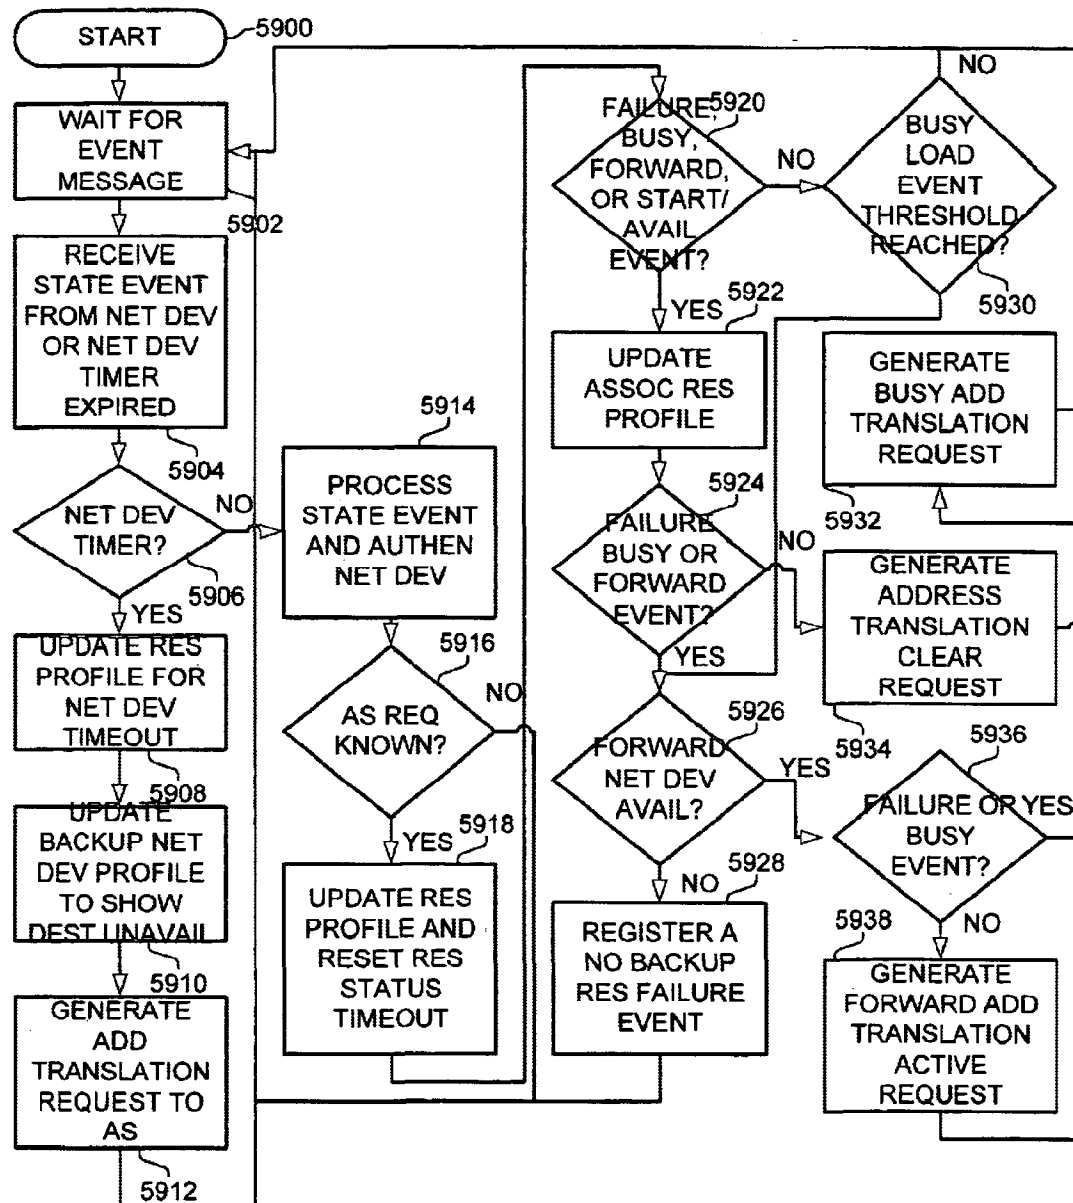 START
5900
WAIT FOR
EVENT
MESSAGE
5902
RECEIVE
STATE EVENT
FROM NET DEV
OR NET DEV
TIMER
EXPIRED
5904
NET DEV
TIMER?
NO
5906
YES
UPDATE RES
PROFILE FOR
NET DEV
TIMEOUT
5908
UPDATE
BACKUP NET
DEV PROFILE
TO SHOW
DEST UNAVAIL
5910
GENERATE
ADD
TRANSLATION
REQUEST TO
AS
5912
5914
PROCESS
STATE EVENT
AND AUTHEN
NET DEV
5916
AS REQ
KNOWN?
NO
YES
5918
UPDATE RES
PROFILE AND
RESET RES
STATUS
TIMEOUT
5920
FAILURE,
BUSY,
FORWARD,
OR START/
AVAIL
EVENT?
NO
YES
5922
UPDATE
ASSOC RES
PROFILE
5924
FAILURE
BUSY OR
FORWARD
EVENT?
NO
YES
5926
FORWARD
NET DEV
AVAIL?
YES
NO
5928
REGISTER A
NO BACKUP
RES FAILURE
EVENT
NO
BUSY
LOAD
EVENT
THRESHOLD
REACHED?
5930
GENERATE
BUSY ADD
TRANSLATION
REQUEST
5932
GENERATE
ADDRESS
TRANSLATION
CLEAR
REQUEST
5934
5936
FAILURE OR
BUSY
EVENT?
YES
NO
5938
GENERATE
FORWARD ADD
TRANSLATION
ACTIVE
REQUEST